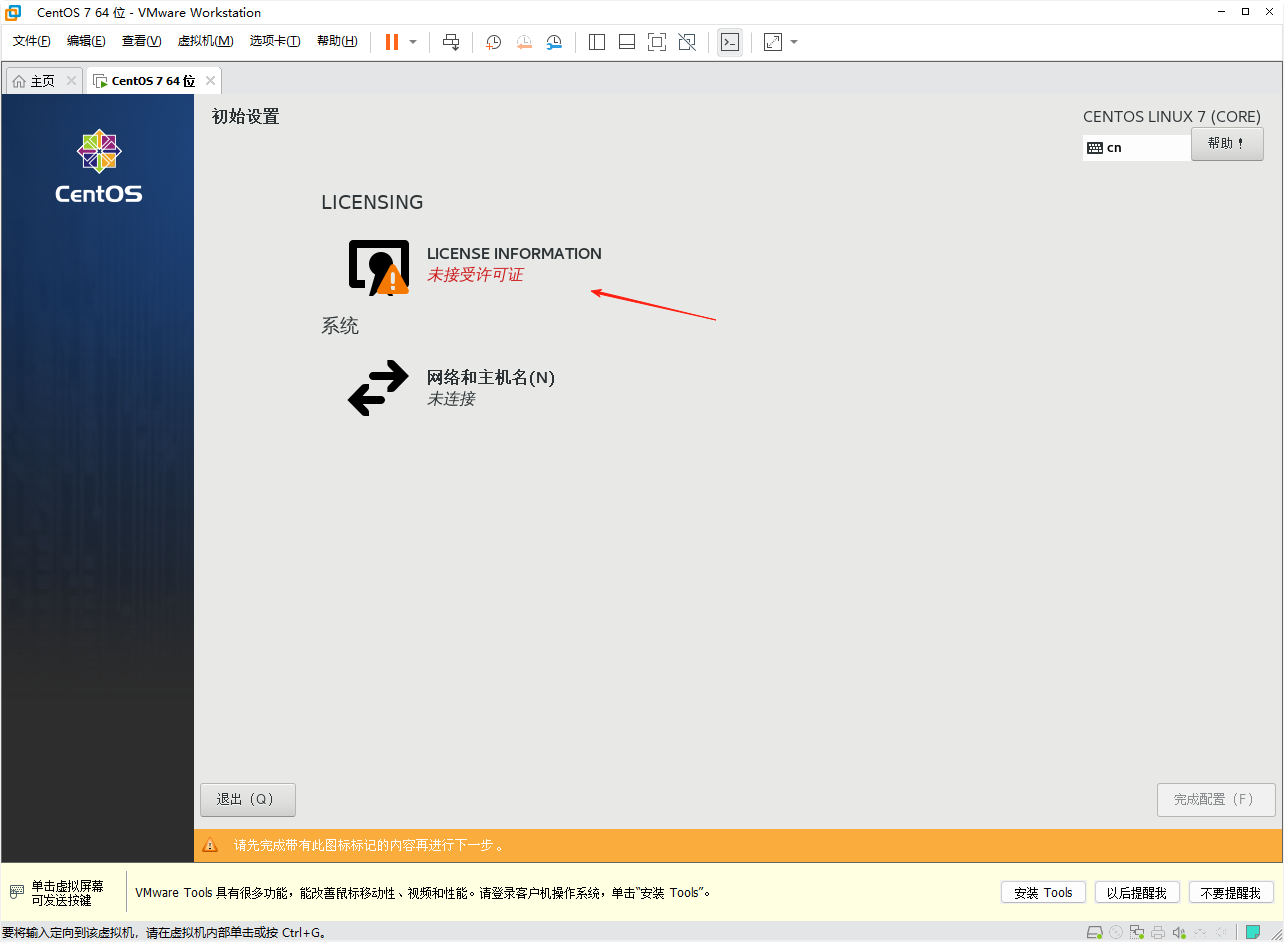 CentOS 7 64 位 - VMware Workstation
文件(F) 编辑(E) 查看(V) 虚拟机(M) 选项卡(T) 帮助(H)
主页 CentOS 7 64 位
CentOS
初始设置
CENTOS LINUX 7 (CORE)
cn
帮助!
LICENSING
LICENSE INFORMATION
未接受许可证
系统
网络和主机名(N)
未连接
退出(Q)
完成配置(F)
请先完成带有此图标标记的内容再进行下一步。
单击虚拟屏幕
可发送按键
VMware Tools 具有很多功能，能改善鼠标移动性、视频和性能。请登录客户机操作系统，单击“安装 Tools”。
安装 Tools 以后提醒我 不要提醒我
要将输入定向到该虚拟机，请在虚拟机内部单击或按 Ctrl+G。